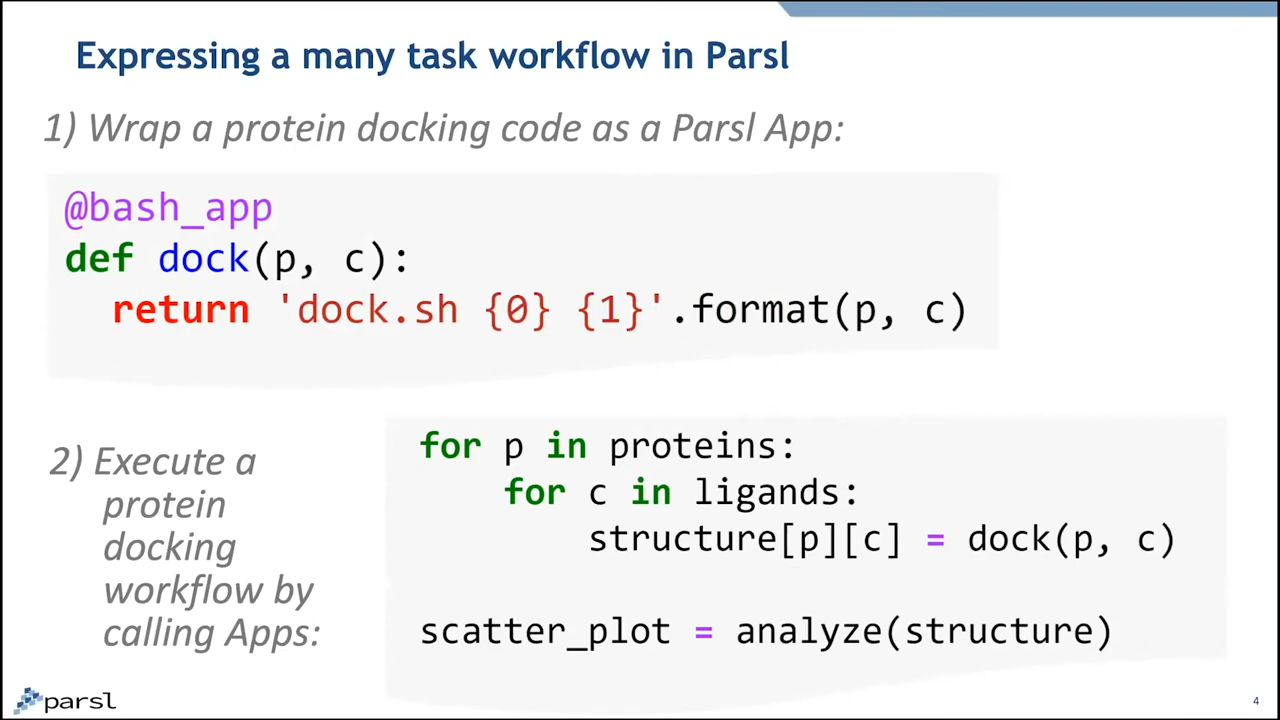 Expressing a many task workflow in Parsl
1) Wrap a protein docking code as a Parsl App:
@bash_app
def dock(p, c):
  return 'dock.sh {0} {1}'.format(p, c)
2) Execute a
protein
docking
workflow by
calling Apps:
for p in proteins:
    for c in ligands:
        structure[p][c] = dock(p, c)
scatter_plot = analyze(structure)
parsl
4